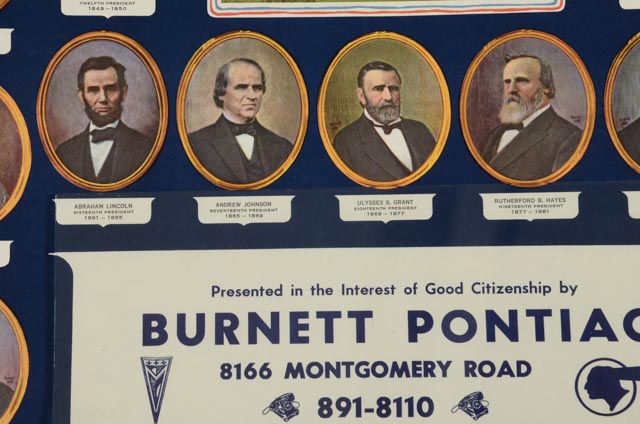 TWELFTH PRESIDENT
1849 – 1850
ABRAHAM LINCOLN
SIXTEENTH PRESIDENT
1861 – 1865
ANDREW JOHNSON
SEVENTEENTH PRESIDENT
1865 – 1869
ULYSSES S. GRANT
EIGHTEENTH PRESIDENT
1869 – 1877
RUTHERFORD B. HAYES
NINETEENTH PRESIDENT
1877 – 1881
Presented in the Interest of Good Citizenship by
BURNETT PONTIAC
8166 MONTGOMERY ROAD
891-8110